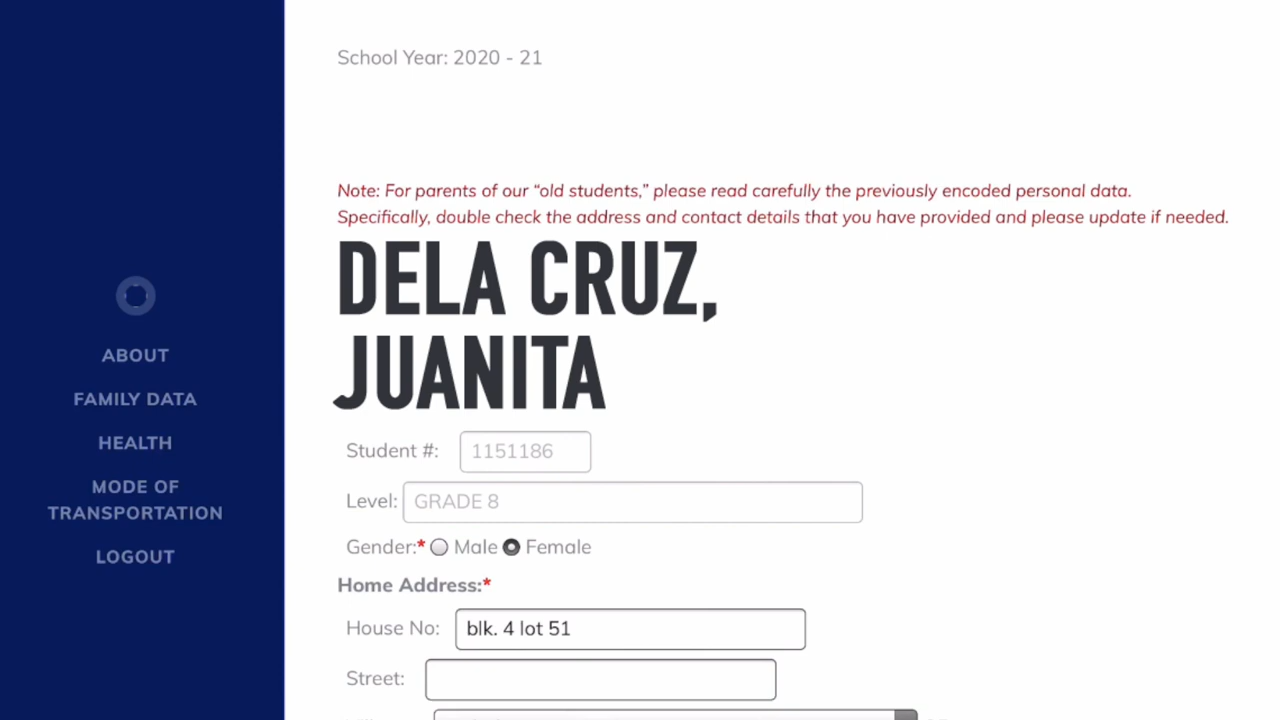 School Year: 2020 - 21
Note: For parents of our “old students,” please read carefully the previously encoded personal data.
Specifically, double check the address and contact details that you have provided and please update if needed.
DELA CRUZ,
JUANITA
ABOUT
FAMILY DATA
HEALTH
MODE OF
TRANSPORTATION
LOGOUT
Student #: 1151186
Level: GRADE 8
Gender:* Male Female
Home Address:*
House No: blk. 4 lot 51
Street: